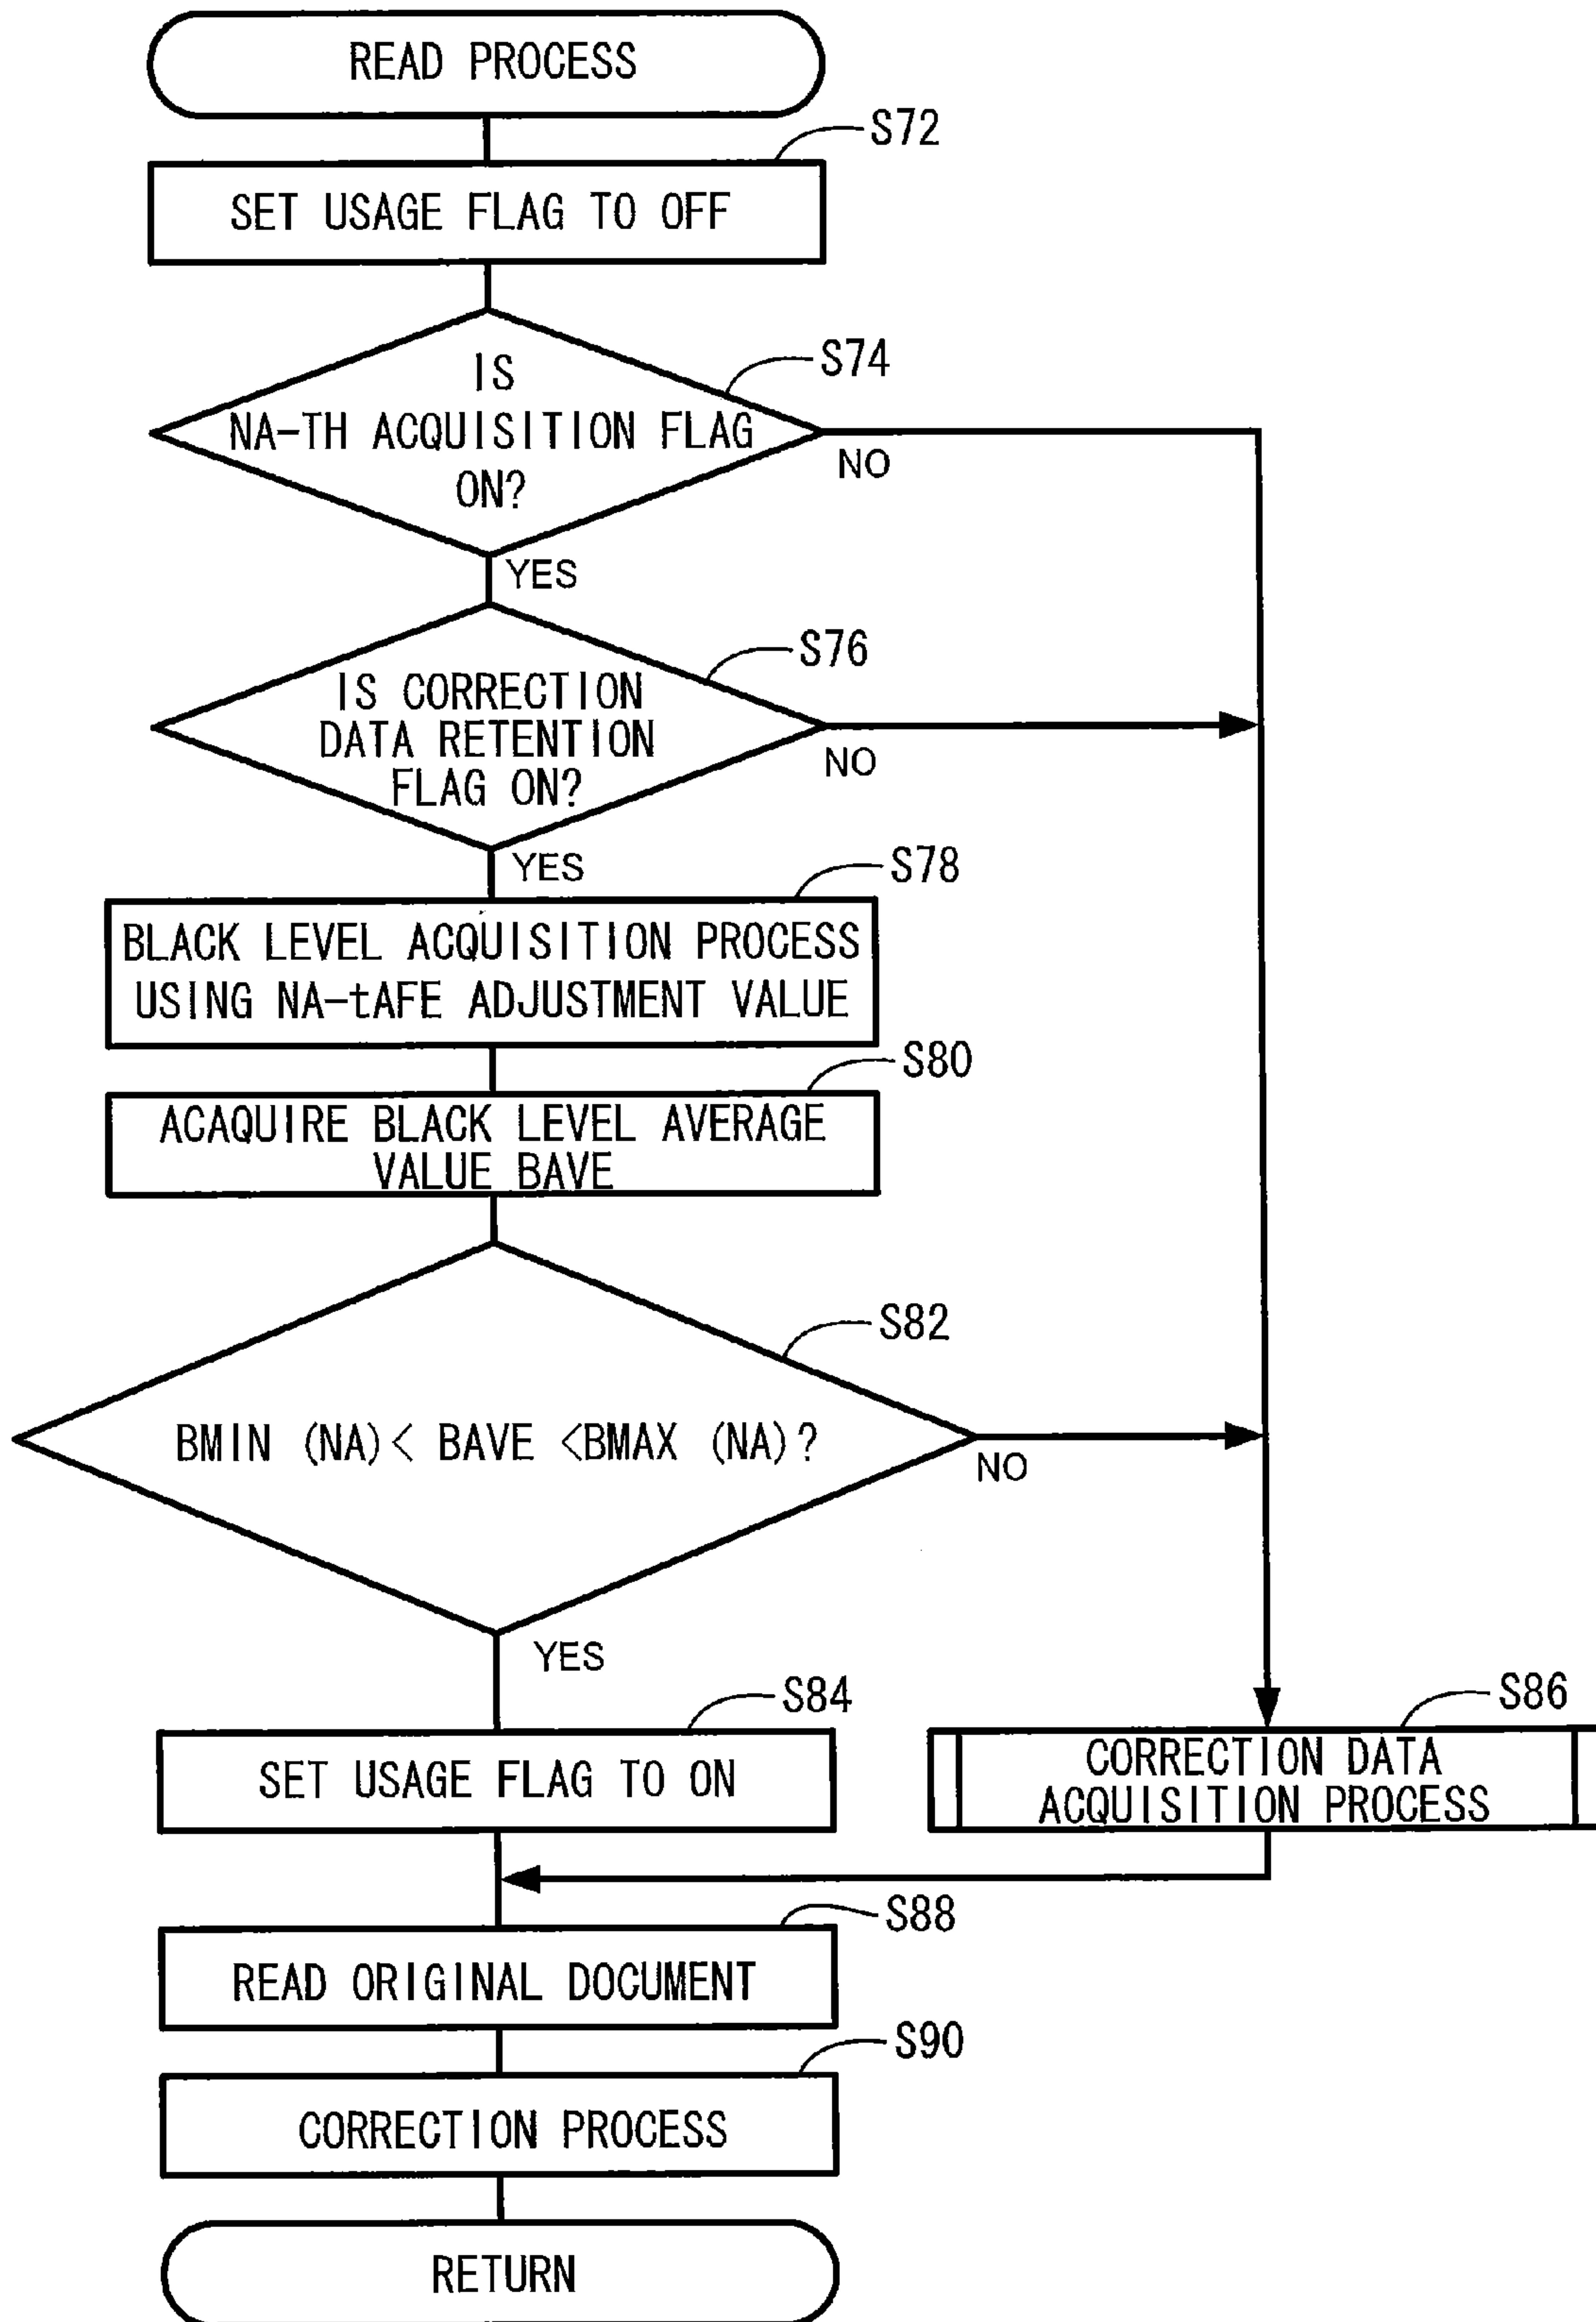 READ PROCESS
S72
SET USAGE FLAG TO OFF
S74
IS
NA-TH ACQUISITION FLAG
ON?
NO
YES
S76
IS CORRECTION
DATA RETENTION
FLAG ON?
NO
YES
S78
BLACK LEVEL ACQUISITION PROCESS
USING NA-tAFE ADJUSTMENT VALUE
S80
ACAQUIRE BLACK LEVEL AVERAGE
VALUE BAVE
S82
BMIN (NA)< BAVE <BMAX (NA)?
NO
YES
S84
SET USAGE FLAG TO ON
S86
CORRECTION DATA
ACQUISITION PROCESS
S88
READ ORIGINAL DOCUMENT
S90
CORRECTION PROCESS
RETURN